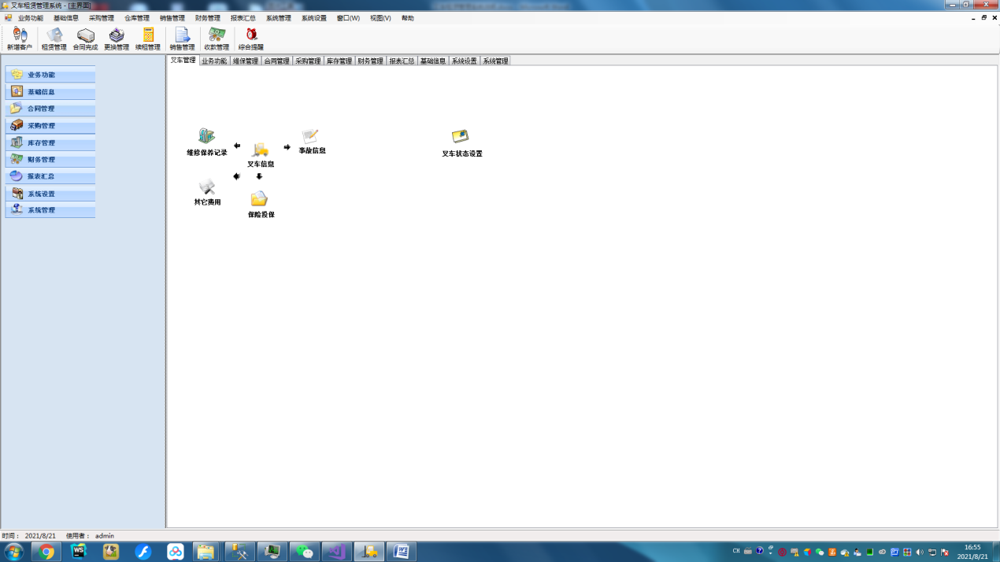 叉车租赁管理系统 - [主界面]
业务功能 基础信息 采购管理 仓库管理 销售管理 财务管理 报表汇总 系统管理 系统设置 窗口(W) 视图(V) 帮助
新增客户 租赁管理 合同完成 更换管理 续租管理 销售管理 收款管理 综合提醒
叉车管理 业务功能 维保管理 合同管理 采购管理 库存管理 财务管理 报表汇总 基础信息 系统设置 系统管理
业务功能
基础信息
合同管理
采购管理
库存管理
财务管理
报表汇总
系统设置
系统管理
维修保养记录
叉车信息
事故信息
叉车状态设置
其它费用
保险投保
时间： 2021/8/21 使用者： admin
WS
CH
16:55
2021/8/21